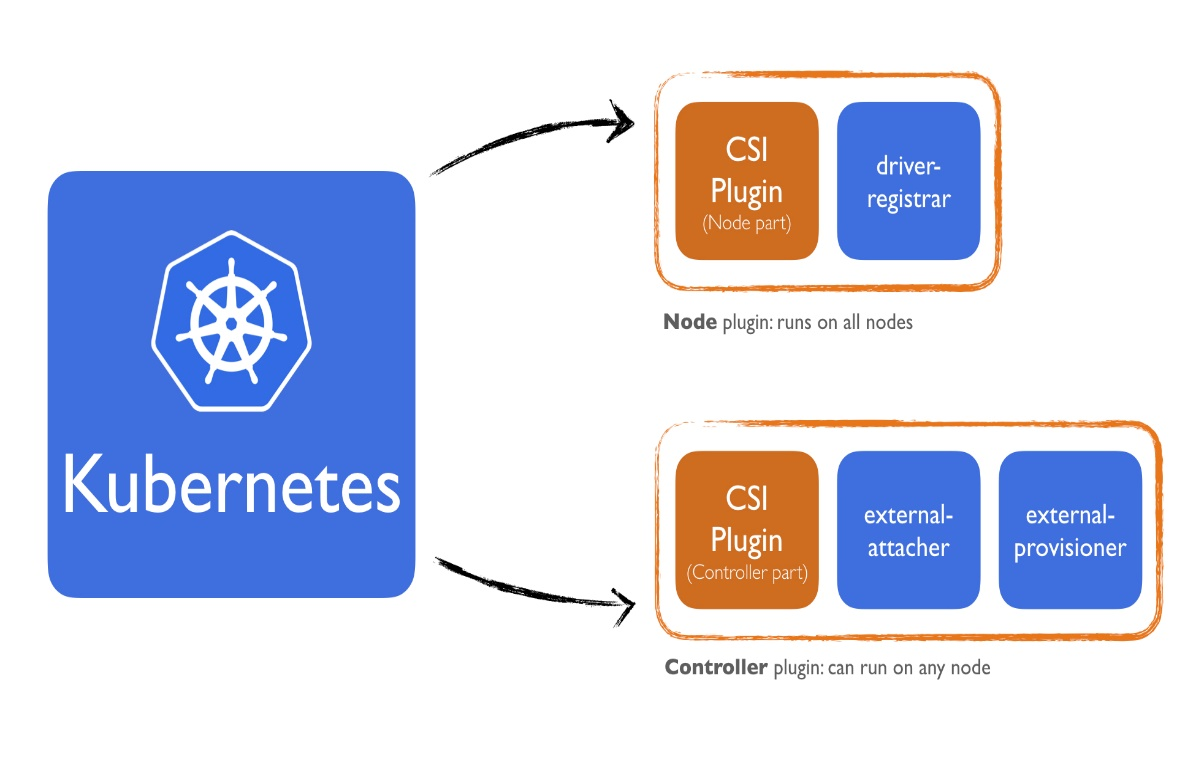 Kubernetes
CSI
Plugin
(Node part)
driver-
registrar
Node plugin: runs on all nodes
CSI
Plugin
(Controller part)
external-
attacher
external-
provisioner
Controller plugin: can run on any node